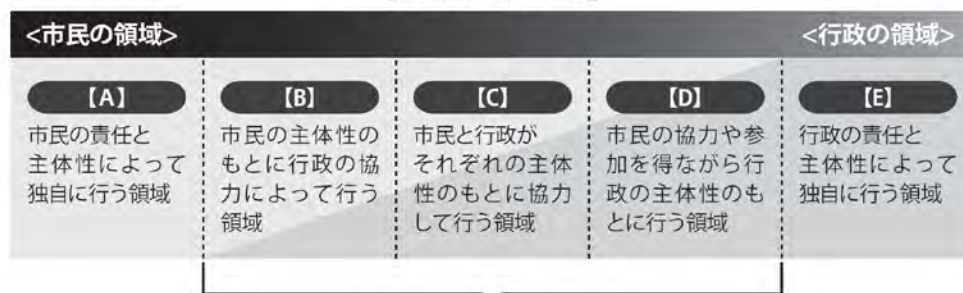 <市民の領域>
<行政の領域>
【A】
市民の責任と
主体性によって
独自に行う領域
【B】
市民の主体性の
もとに行政の協
力によって行う
領域
【C】
市民と行政が
それぞれの主体
性のもとに協力
して行う領域
【D】
市民の協力や参
加を得ながら行
政の主体性のも
とに行う領域
【E】
行政の責任と
主体性によって
独自に行う領域